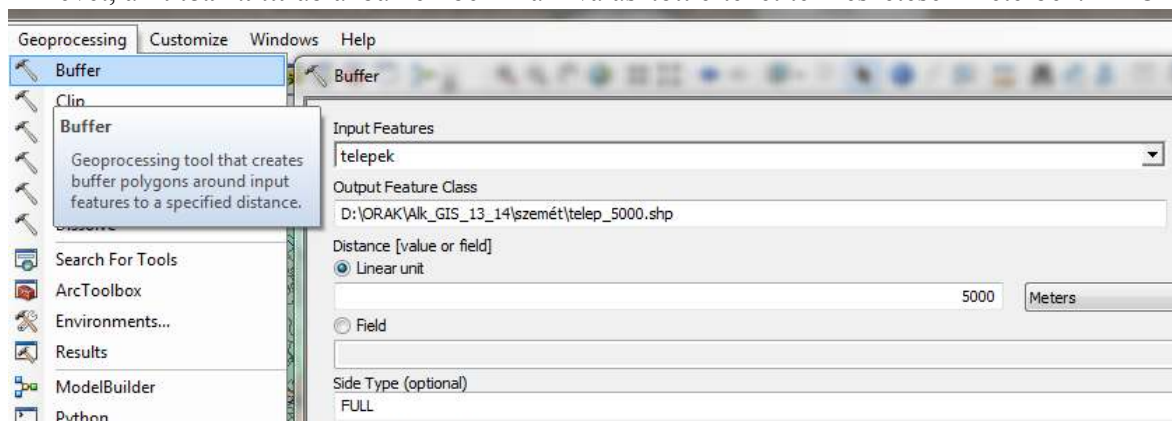 Geoprocessing Customize Windows Help
Buffer
Clip
Buffer
Geoprocessing tool that creates
buffer polygons around input
features to a specified distance.
Dissolve
Search For Tools
ArcToolbox
Environments...
Results
ModelBuilder
Python
Buffer
Input Features
telepek
Output Feature Class
D:\ORAK\Alk_GIS_13_14\szemét\telep_5000.shp
Distance [value or field]
Linear unit
5000 Meters
Field
Side Type (optional)
FULL